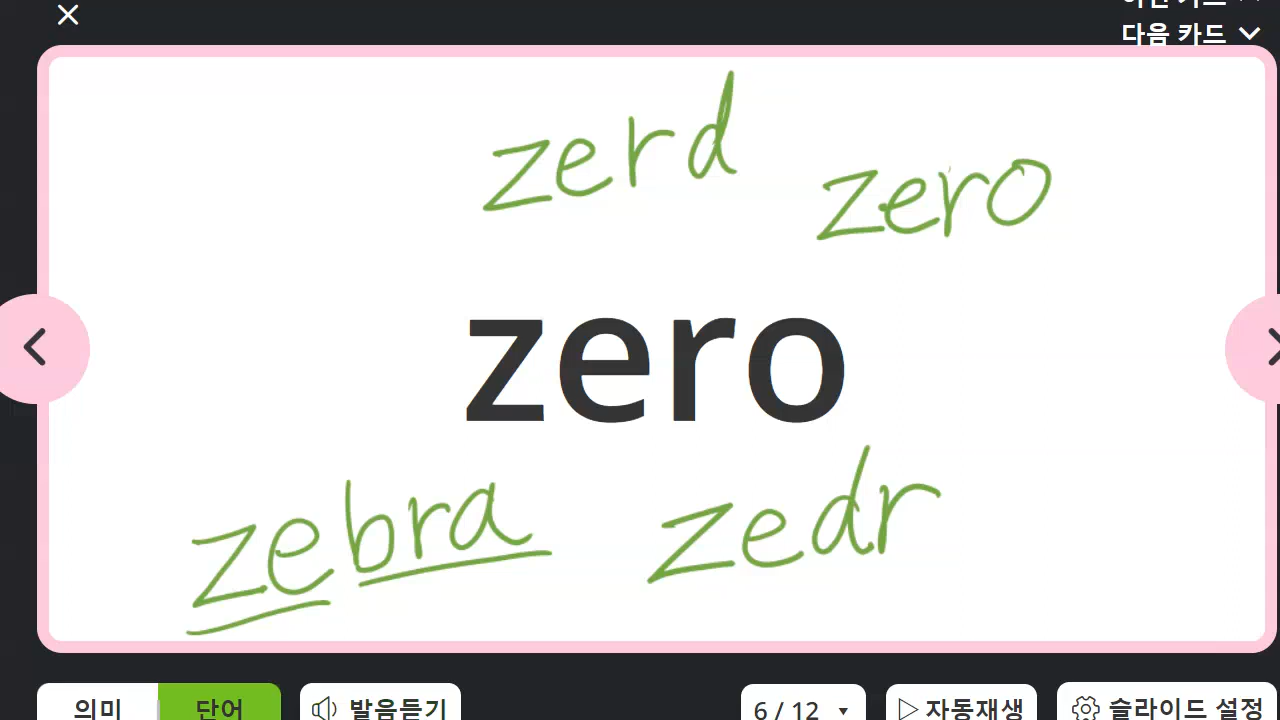 다음 카드
zerd
zero
zero
zebra
zedr
의미
단어
발음듣기
6 / 12
자동재생
슬라이드 설정